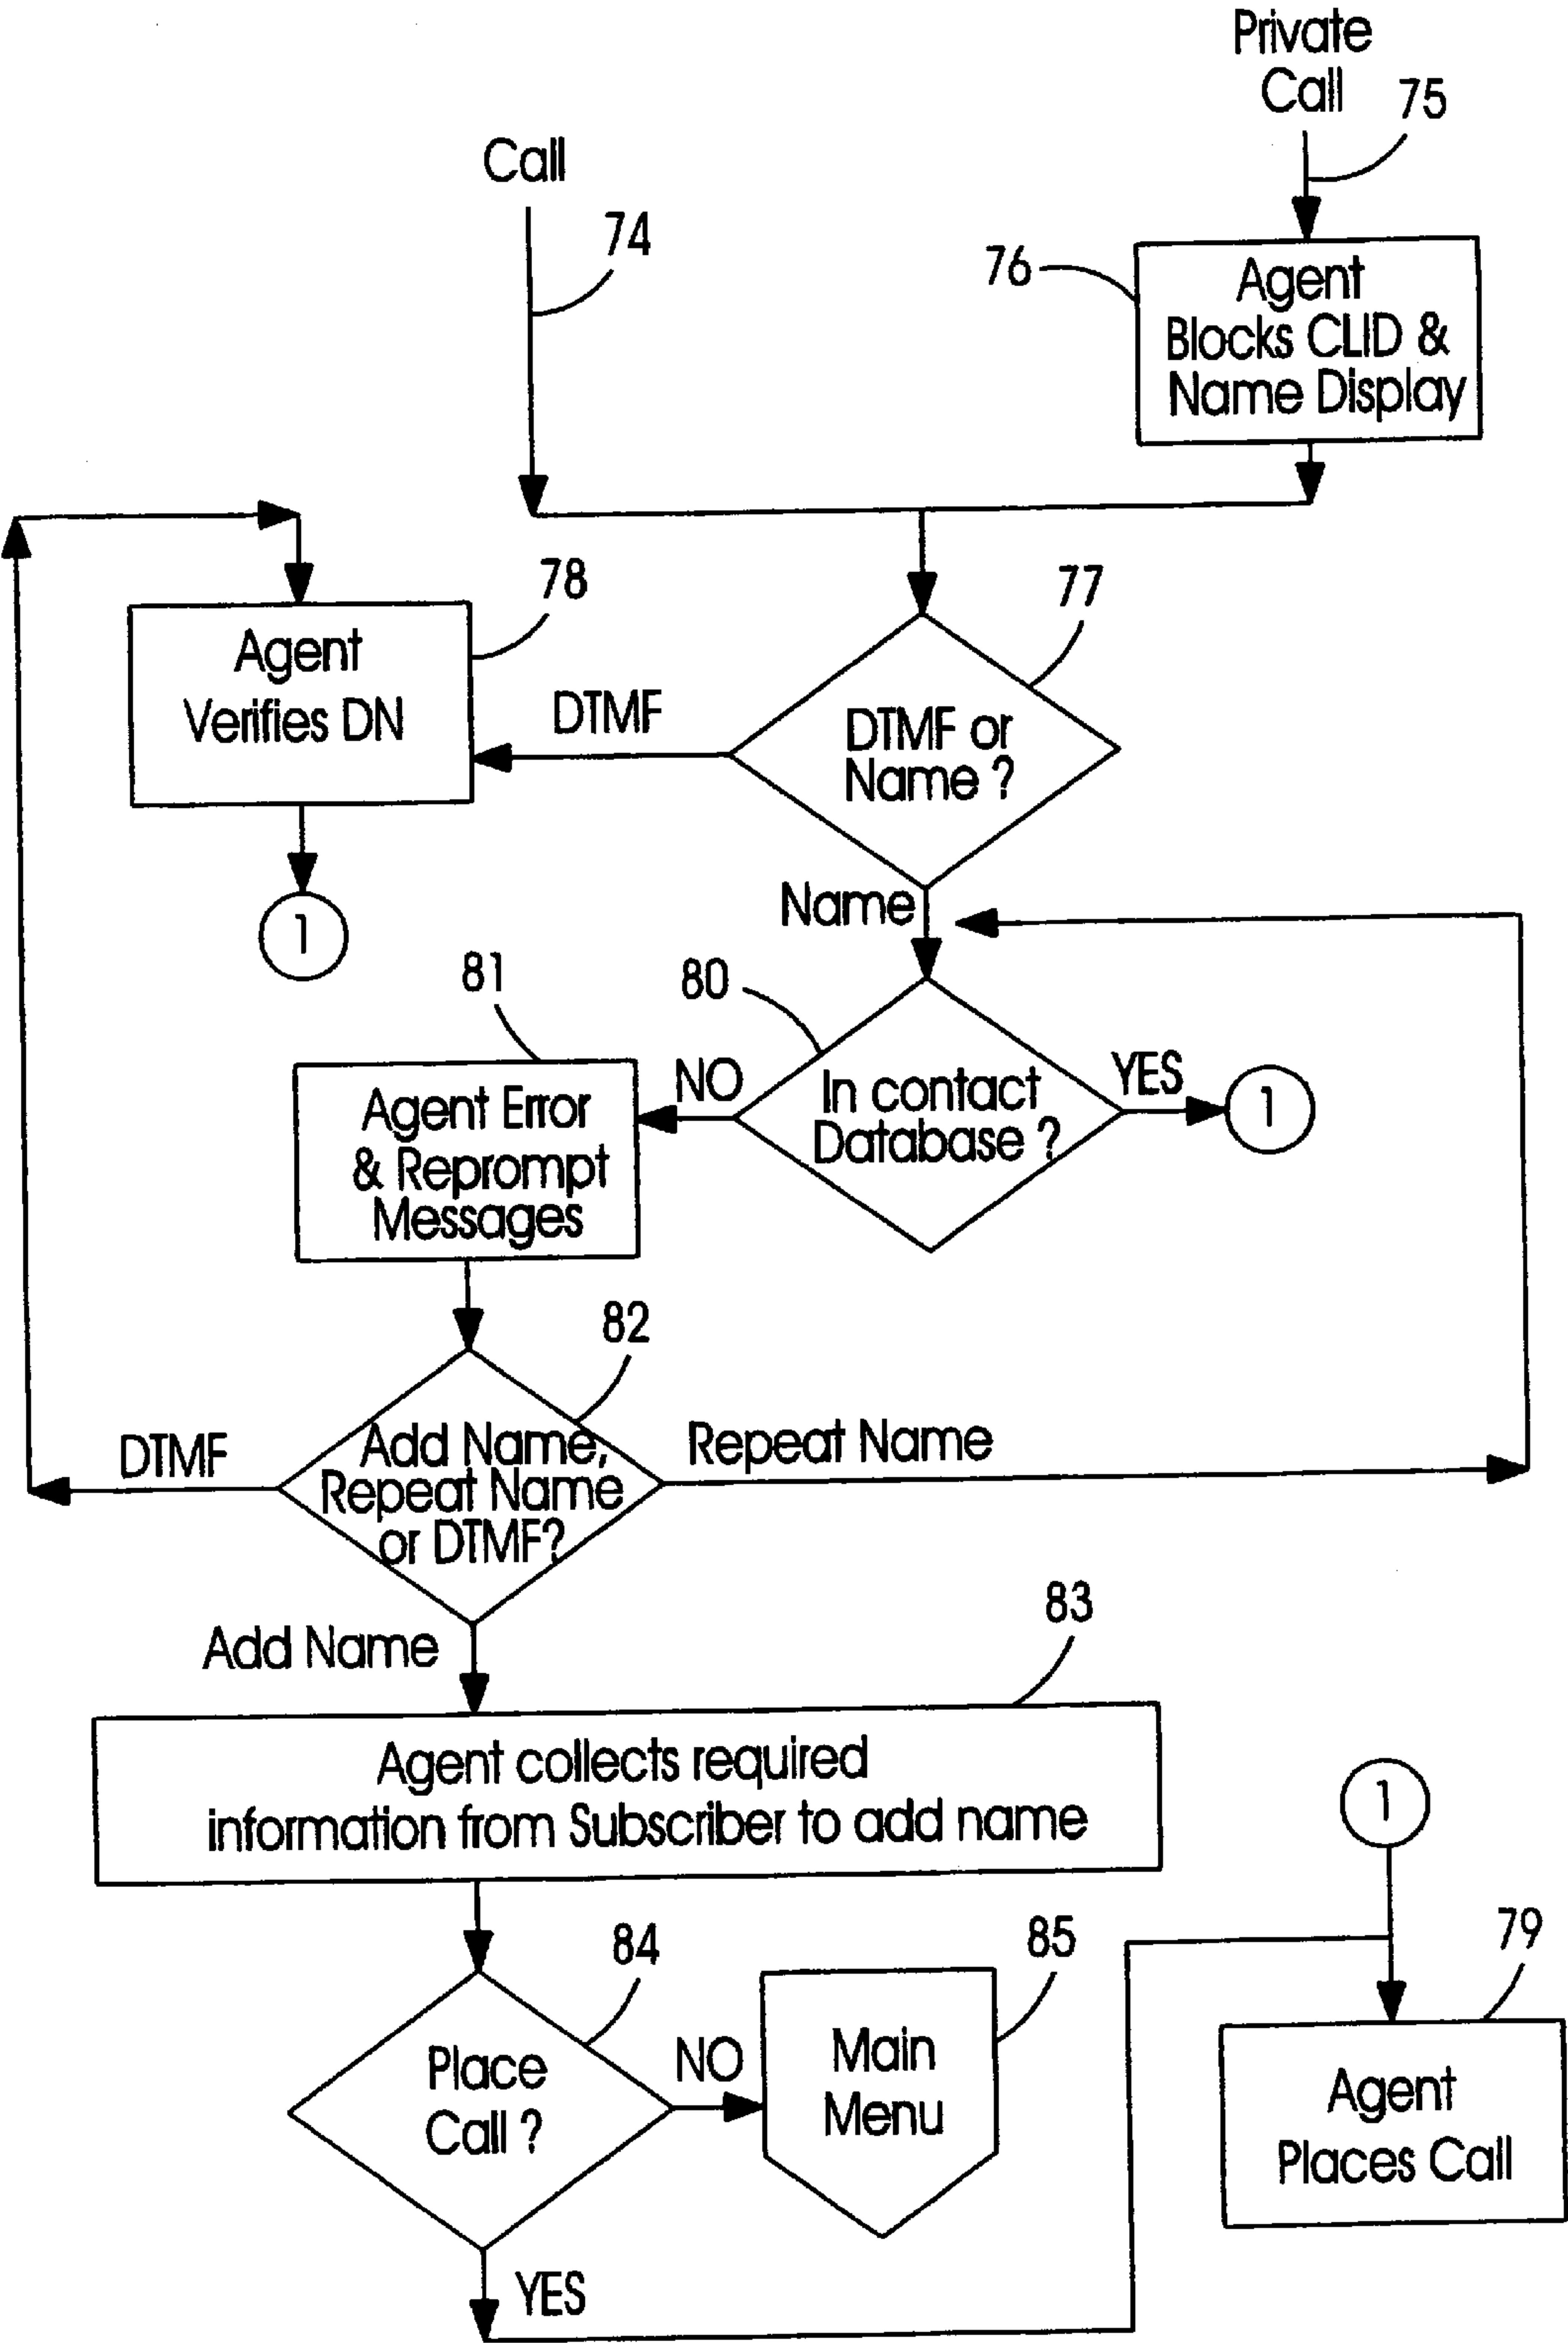 Private
Call
75
Call
74
76
Agent
Blocks CLID &
Name Display
78
77
Agent
Verifies DN
DTMF
DTMF or
Name ?
1
Name
81
80
Agent Error
& Reprompt
Messages
NO
In contact
Database ?
YES
1
82
DTMF
Add Name,
Repeat Name
or DTMF?
Repeat Name
Add Name
83
Agent collects required
information from Subscriber to add name
1
84
85
79
Place
Call ?
NO
Main
Menu
Agent
Places Call
YES